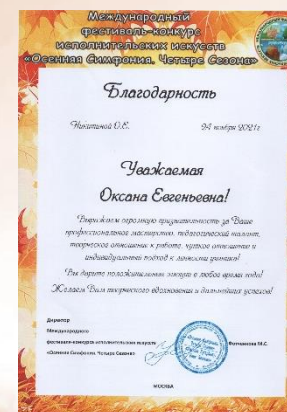 Международный
фестиваль-конкурс
исполнительских искусств
«Осенняя Симфония. Четыре Сезона»
Благодарность
Никитиной О.Е.
24 ноября 2021г
Уважаемая
Оксана Евгеньевна!
Выражаем огромную признательность за Ваше
профессиональное мастерство, педагогический талант,
творческое отношение к работе, чуткое отношение и
индивидуальный подход к личности ученика!
Вы дарите положительные эмоции в любое время года!
Желаем Вам творческого вдохновения и дальнейших успехов!
Директор
Международного
фестиваля-конкурса исполнительских искусств
«Осенняя Симфония. Четыре Сезона»
М.С.
МОСКВА